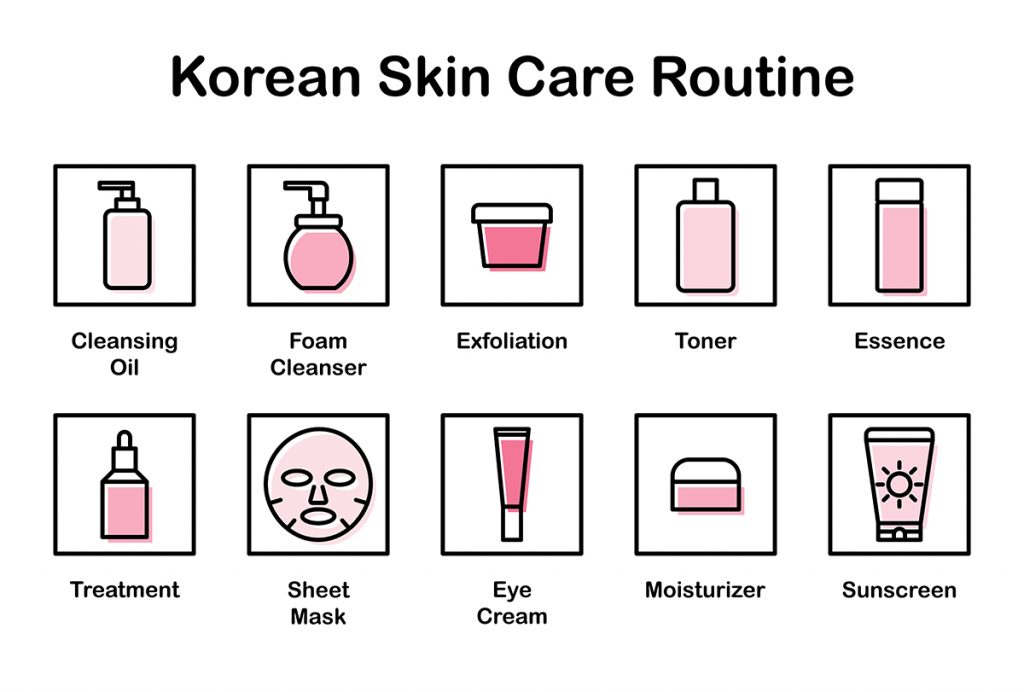 Korean Skin Care Routine
Cleansing
Oil
Foam
Cleanser
Exfoliation
Toner
Essence
Treatment
Sheet
Mask
Eye
Cream
Moisturizer
Sunscreen